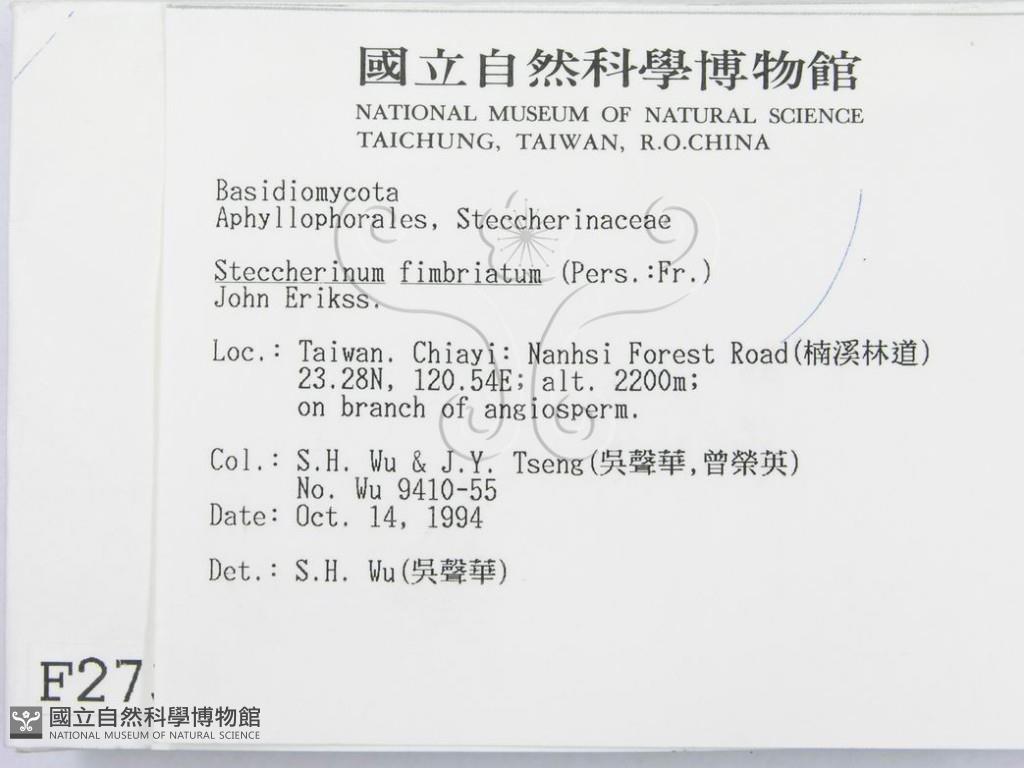 國立自然科學博物館
NATIONAL MUSEUM OF NATURAL SCIENCE
TAICHUNG, TAIWAN, R.O.CHINA
Basidiomycota
Aphyllophorales, Steccherinaceae
Steccherinum fimbriatum (Pers.:Fr.)
John Erikss.
Loc.: Taiwan. Chiayi: Nanhsi Forest Road(楠溪林道)
23.28N, 120.54E; alt. 2200m;
on branch of angiosperm.
Col.: S.H. Wu & J.Y. Tseng(吳聲華,曾榮英)
No. Wu 9410-55
Date: Oct. 14, 1994
Det.: S.H. Wu(吳聲華)
國立自然科學博物館
NATIONAL MUSEUM OF NATURAL SCIENCE